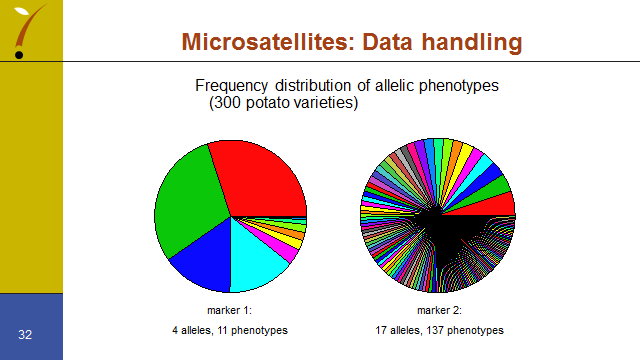 Microsatellites: Data handling
Frequency distribution of allelic phenotypes
(300 potato varieties)
marker 1:
4 alleles, 11 phenotypes
marker 2:
17 alleles, 137 phenotypes
32